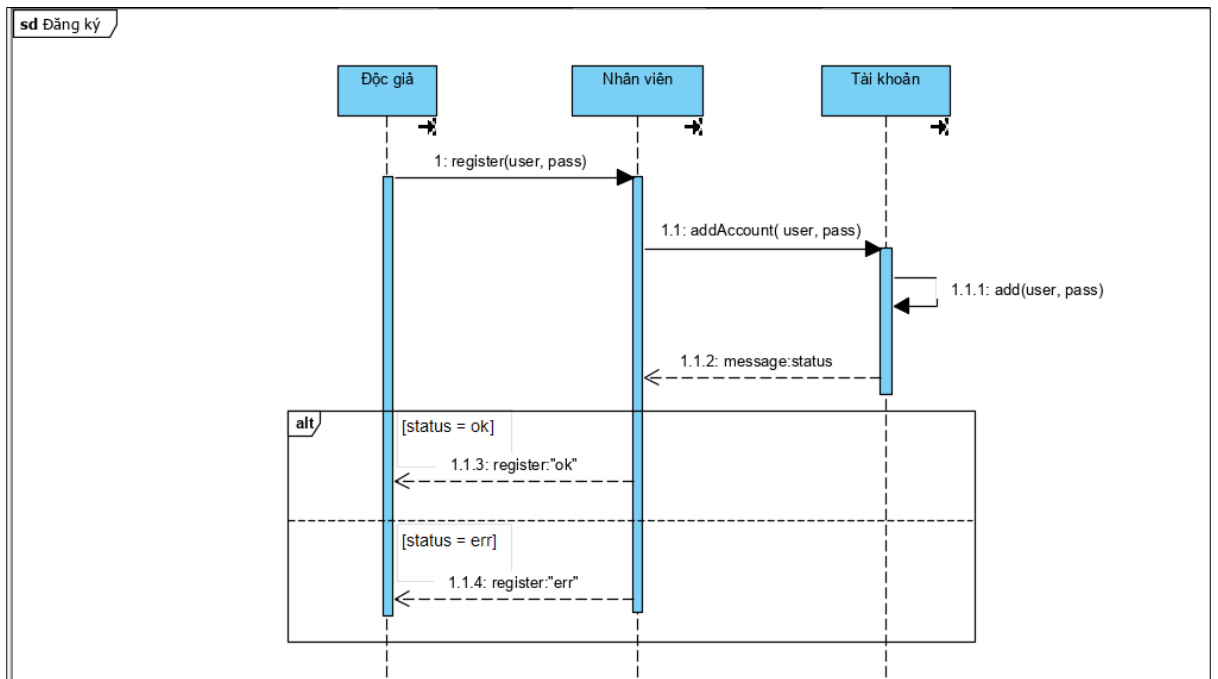 sd Đăng ký
Độc giả
Nhân viên
Tài khoản
1: register(user, pass)
1.1: addAccount( user, pass)
1.1.1: add(user, pass)
1.1.2: message:status
alt
[status = ok]
1.1.3: register:"ok"
[status = err]
1.1.4: register:"err"